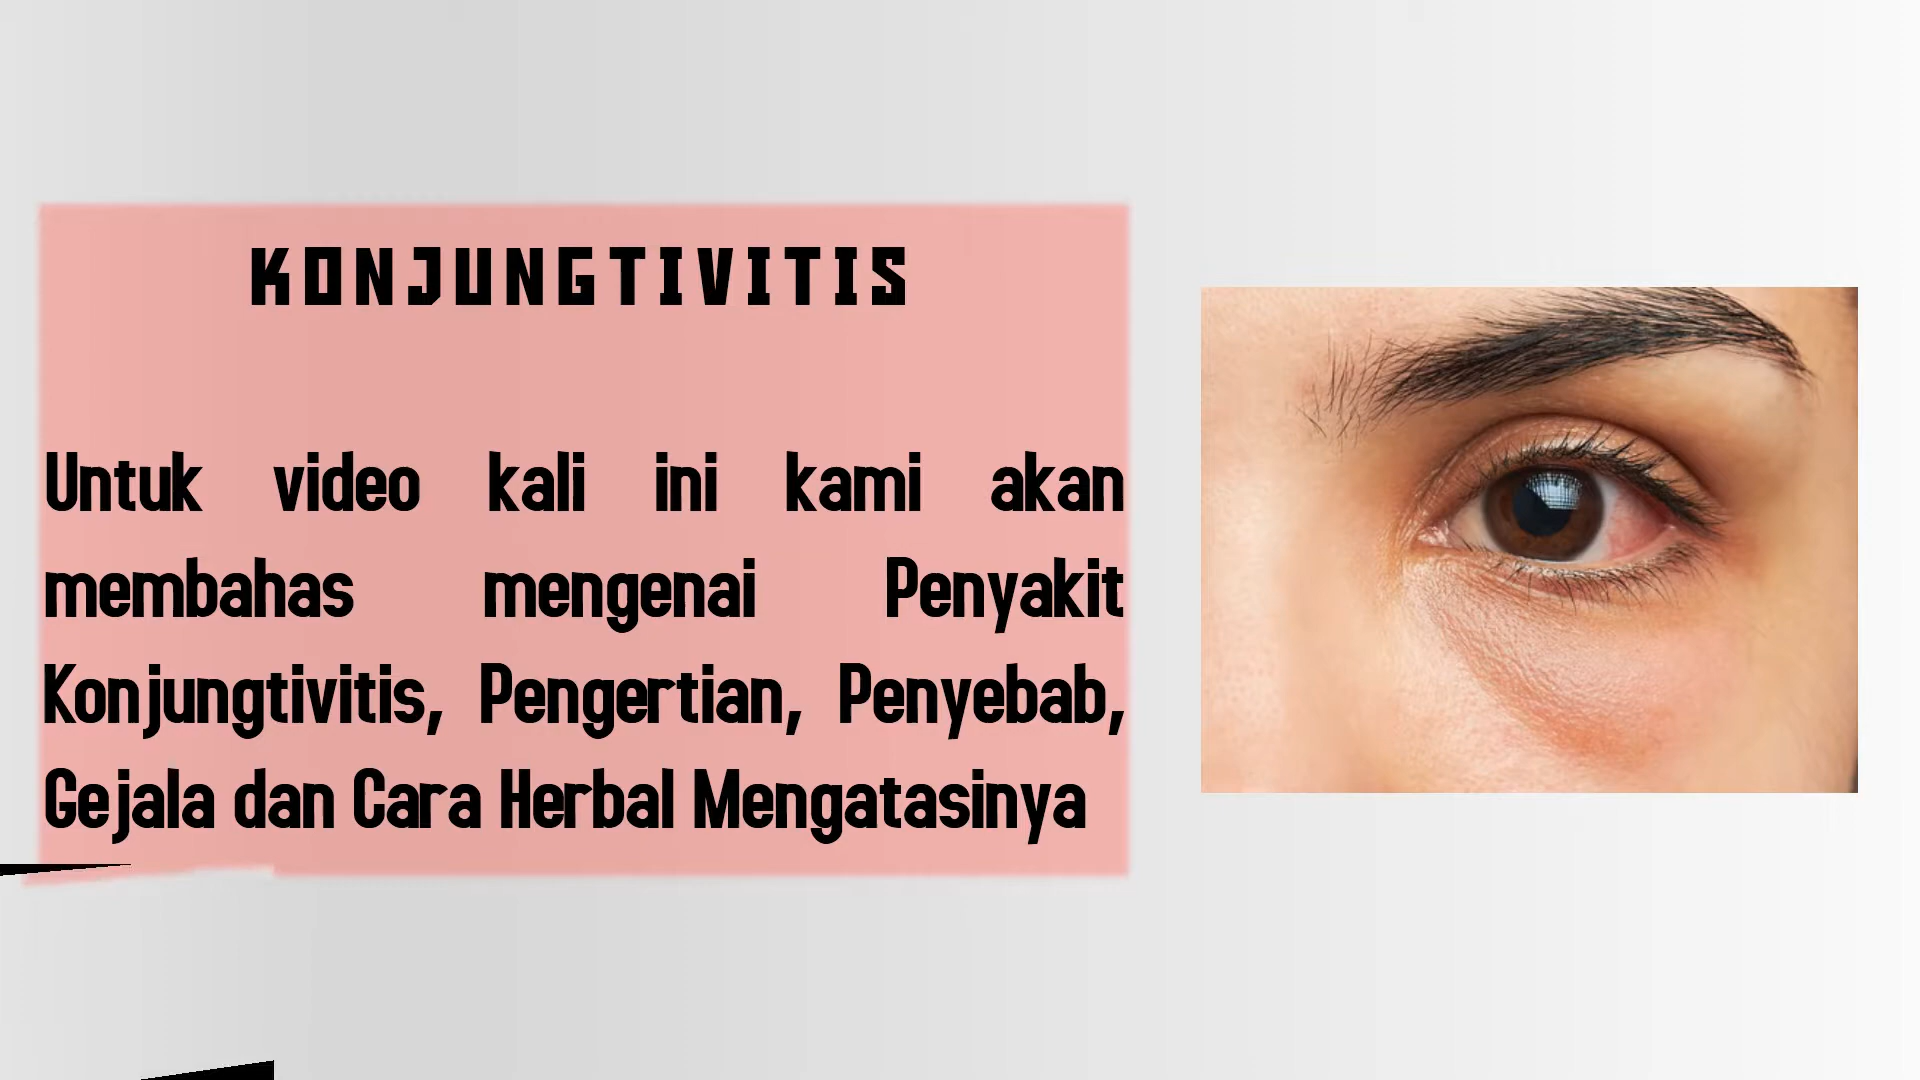 KONJUNGTIVITIS
Untuk video kali ini kami akan
membahas mengenai Penyakit
Konjungtivitis, Pengertian, Penyebab,
Gejala dan Cara Herbal Mengatasinya